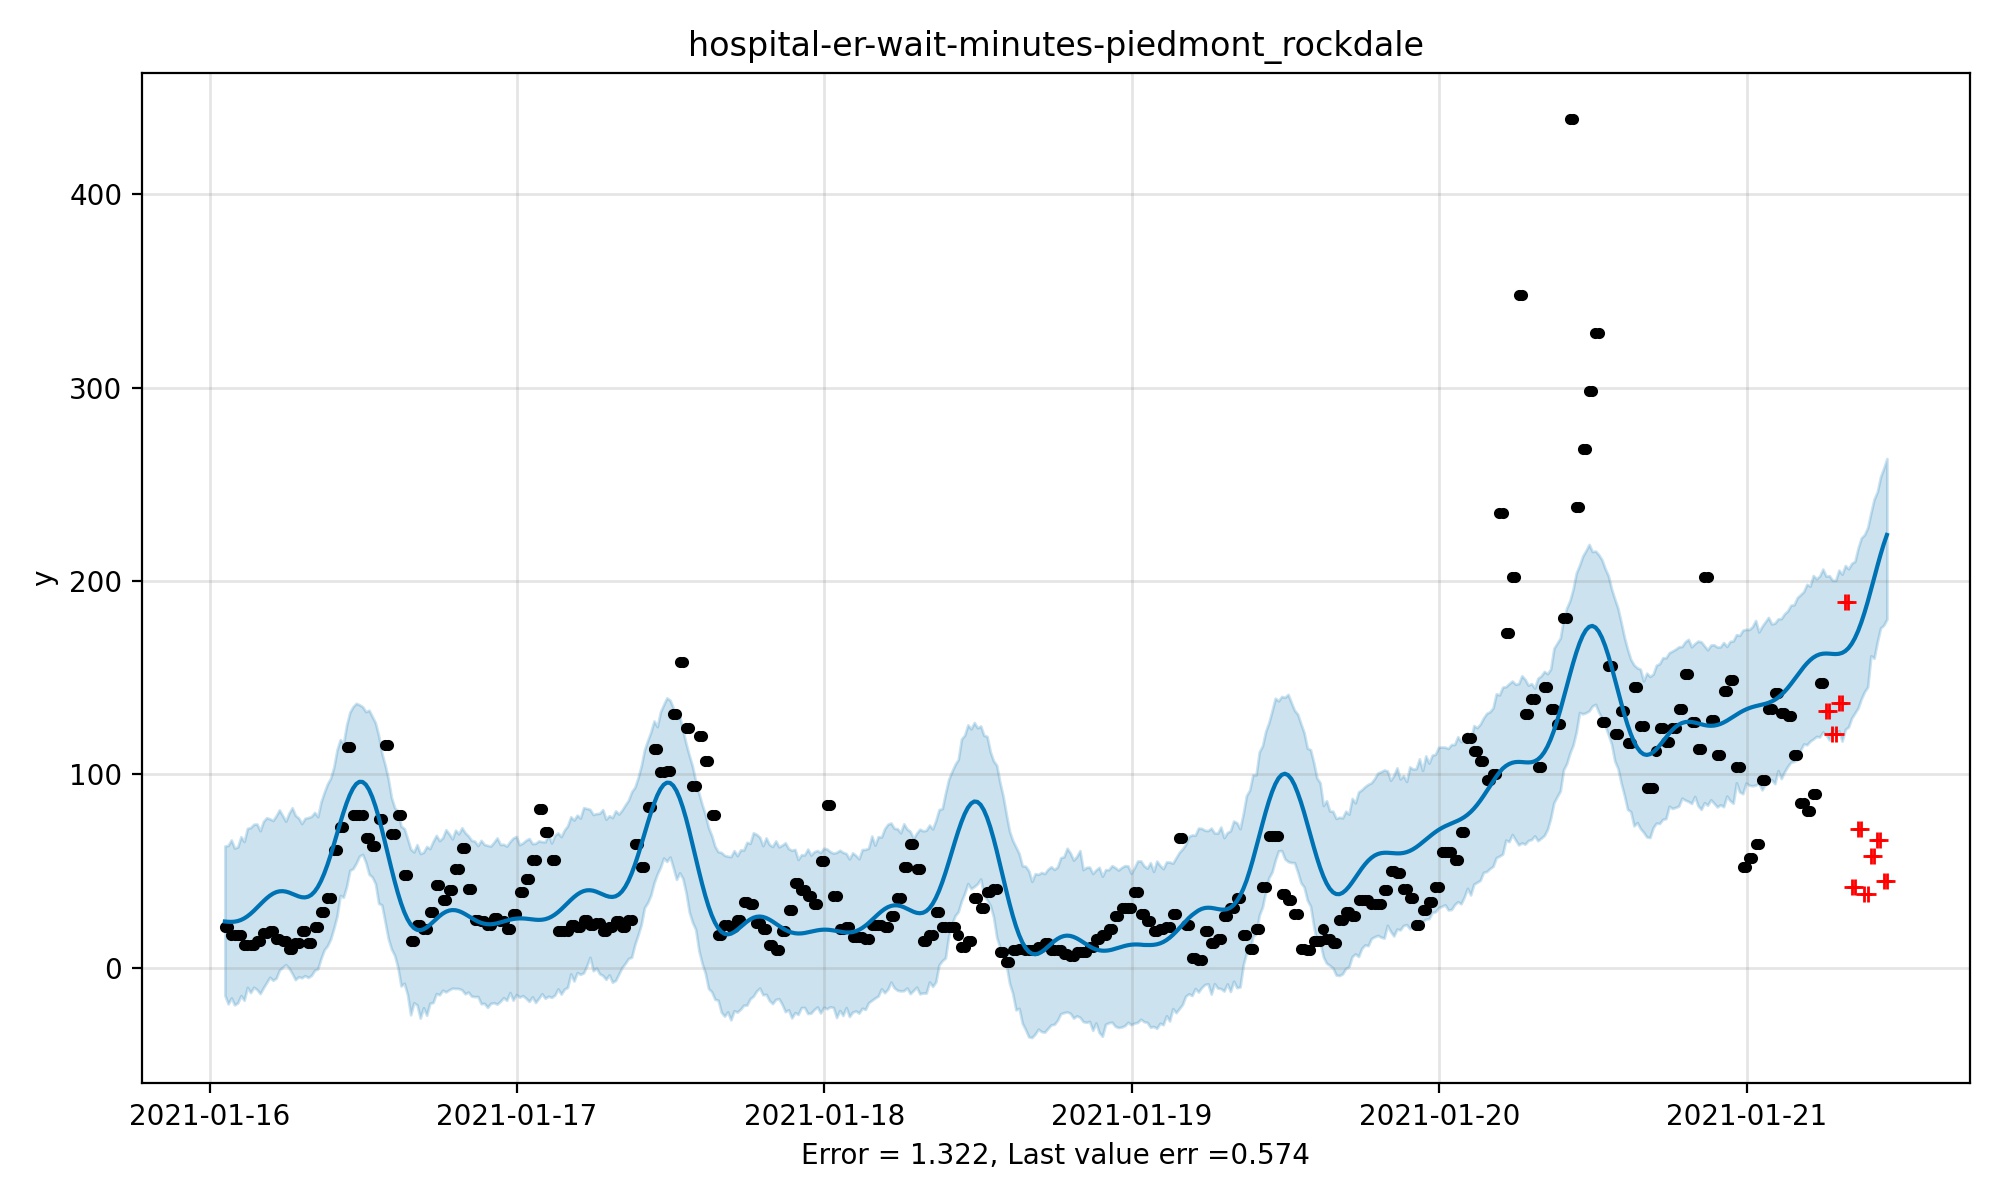 hospital-er-wait-minutes-piedmont_rockdale
400
300
200
100
0
y
2021-01-16 2021-01-17 2021-01-18 2021-01-19 2021-01-20 2021-01-21
Error = 1.322, Last value err =0.574